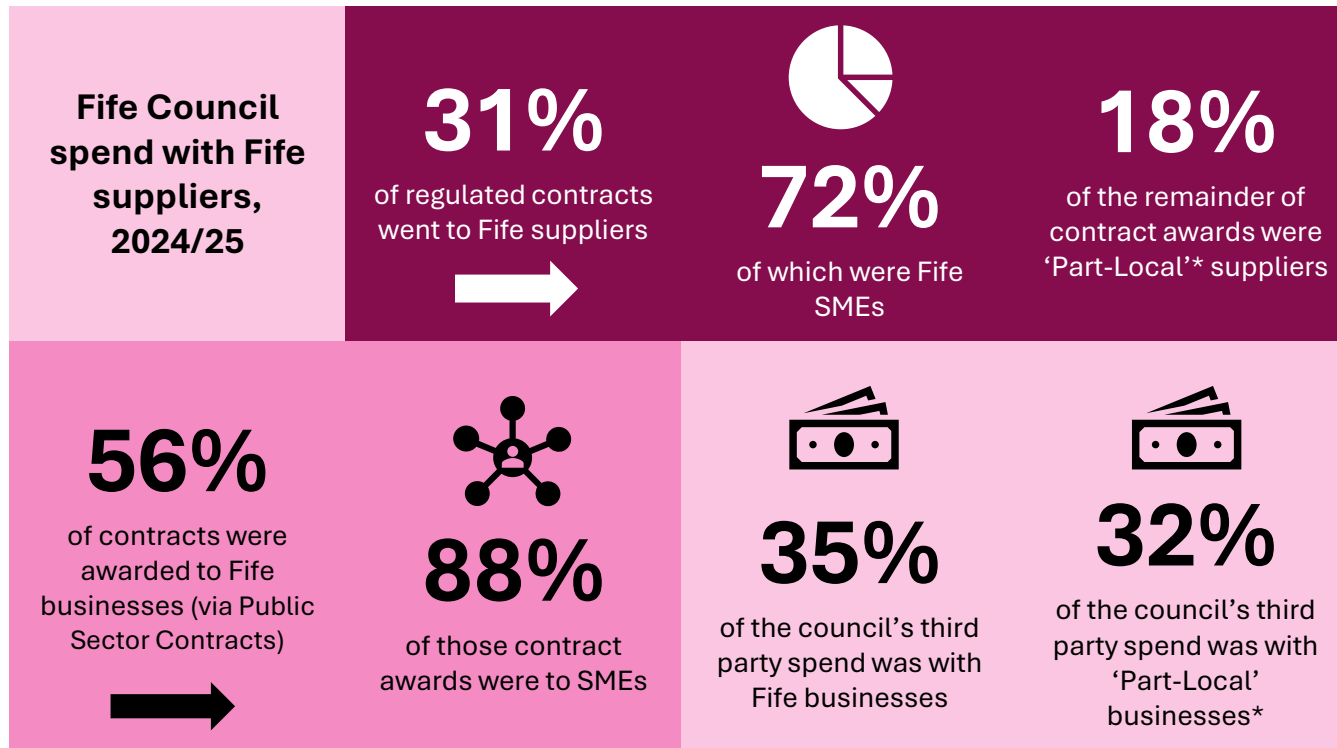 Fife Council
spend with Fife
suppliers,
2024/25
31%
of regulated contracts
went to Fife suppliers
72%
of which were Fife
SMEs
18%
of the remainder of
contract awards were
‘Part-Local’* suppliers
56%
of contracts were
awarded to Fife
businesses (via Public
Sector Contracts)
88%
of those contract
awards were to SMEs
35%
of the council’s third
party spend was with
Fife businesses
32%
of the council’s third
party spend was with
‘Part-Local’
businesses*